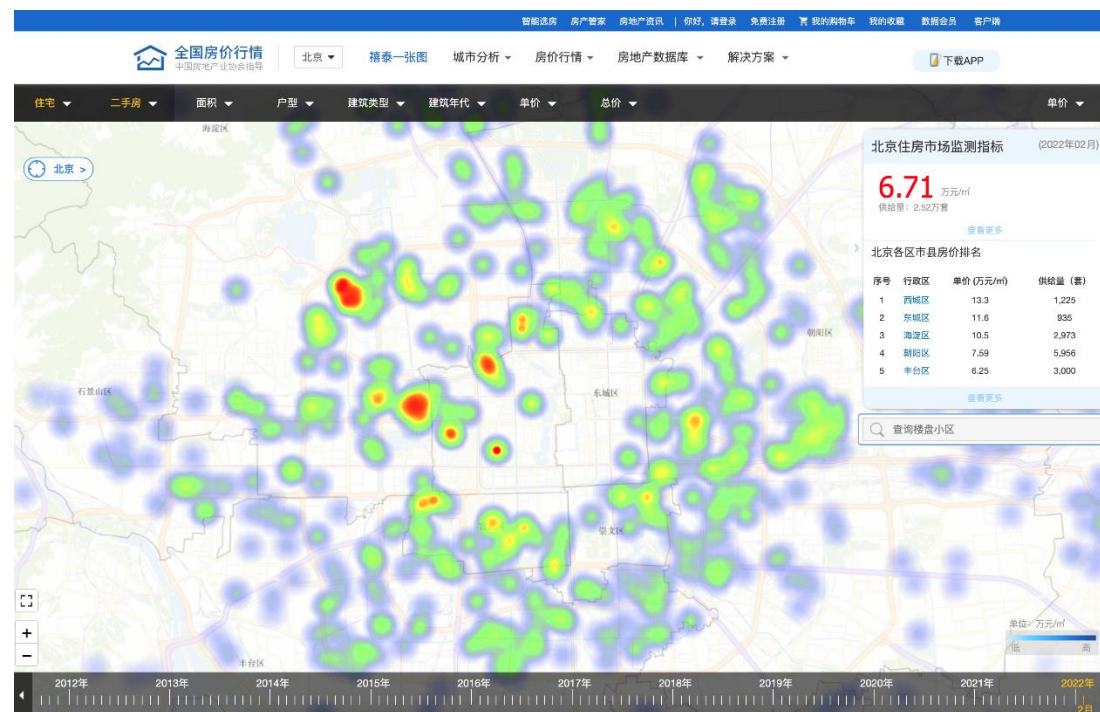 智能选房 房产管家 房地产资讯 | 你好，请登录 免费注册 我的购物车 我的收藏 数据会员 客户端
全国房价行情
中国房地产业协会指导
北京
禧泰一张图 城市分析 房价行情 房地产数据库 解决方案
下载APP
住宅 二手房 面积 户型 建筑类型 建筑年代 单价 总价 单价
海淀区
北京 >
北京住房市场监测指标 (2022年02月)
6.71 万元/㎡
供给量：2.52万套
查看更多
北京各区市县房价排名
序号 行政区 单价 (万元/㎡) 供给量（套）
1 西城区 13.3 1,225
2 东城区 11.6 935
3 海淀区 10.5 2,973
4 朝阳区 7.59 5,956
5 丰台区 6.25 3,000
查看更多
查询楼盘小区
朝阳区
石景山区
东城区
崇文区
丰台区
+
−
单位：万元/㎡
低 高
2012年 2013年 2014年 2015年 2016年 2017年 2018年 2019年 2020年 2021年 2022年
2月